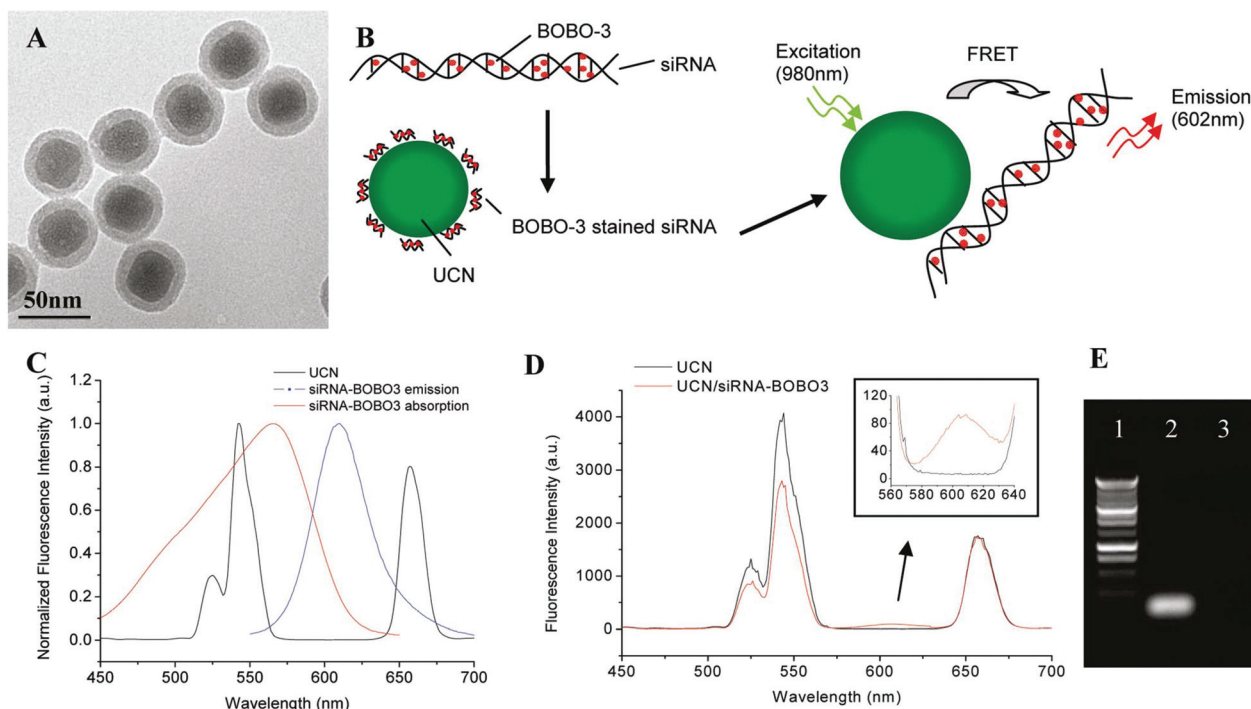 A
50nm
B
BOBO-3
siRNA
BOBO-3 stained siRNA
UCN
Excitation
(980nm)
FRET
Emission
(602nm)
C
UCN
siRNA-BOBO3 emission
siRNA-BOBO3 absorption
Normalized Fluorescence Intensity (a.u.)
1.2
1.0
0.8
0.6
0.4
0.2
0.0
450 500 550 600 650 700
Wavelength (nm)
D
UCN
UCN/siRNA-BOBO3
Fluorescence Intensity (a.u.)
4000
3000
2000
1000
0
450 500 550 600 650 700
Wavelength (nm)
120
80
40
0
560 580 600 620 640
E
1 2 3